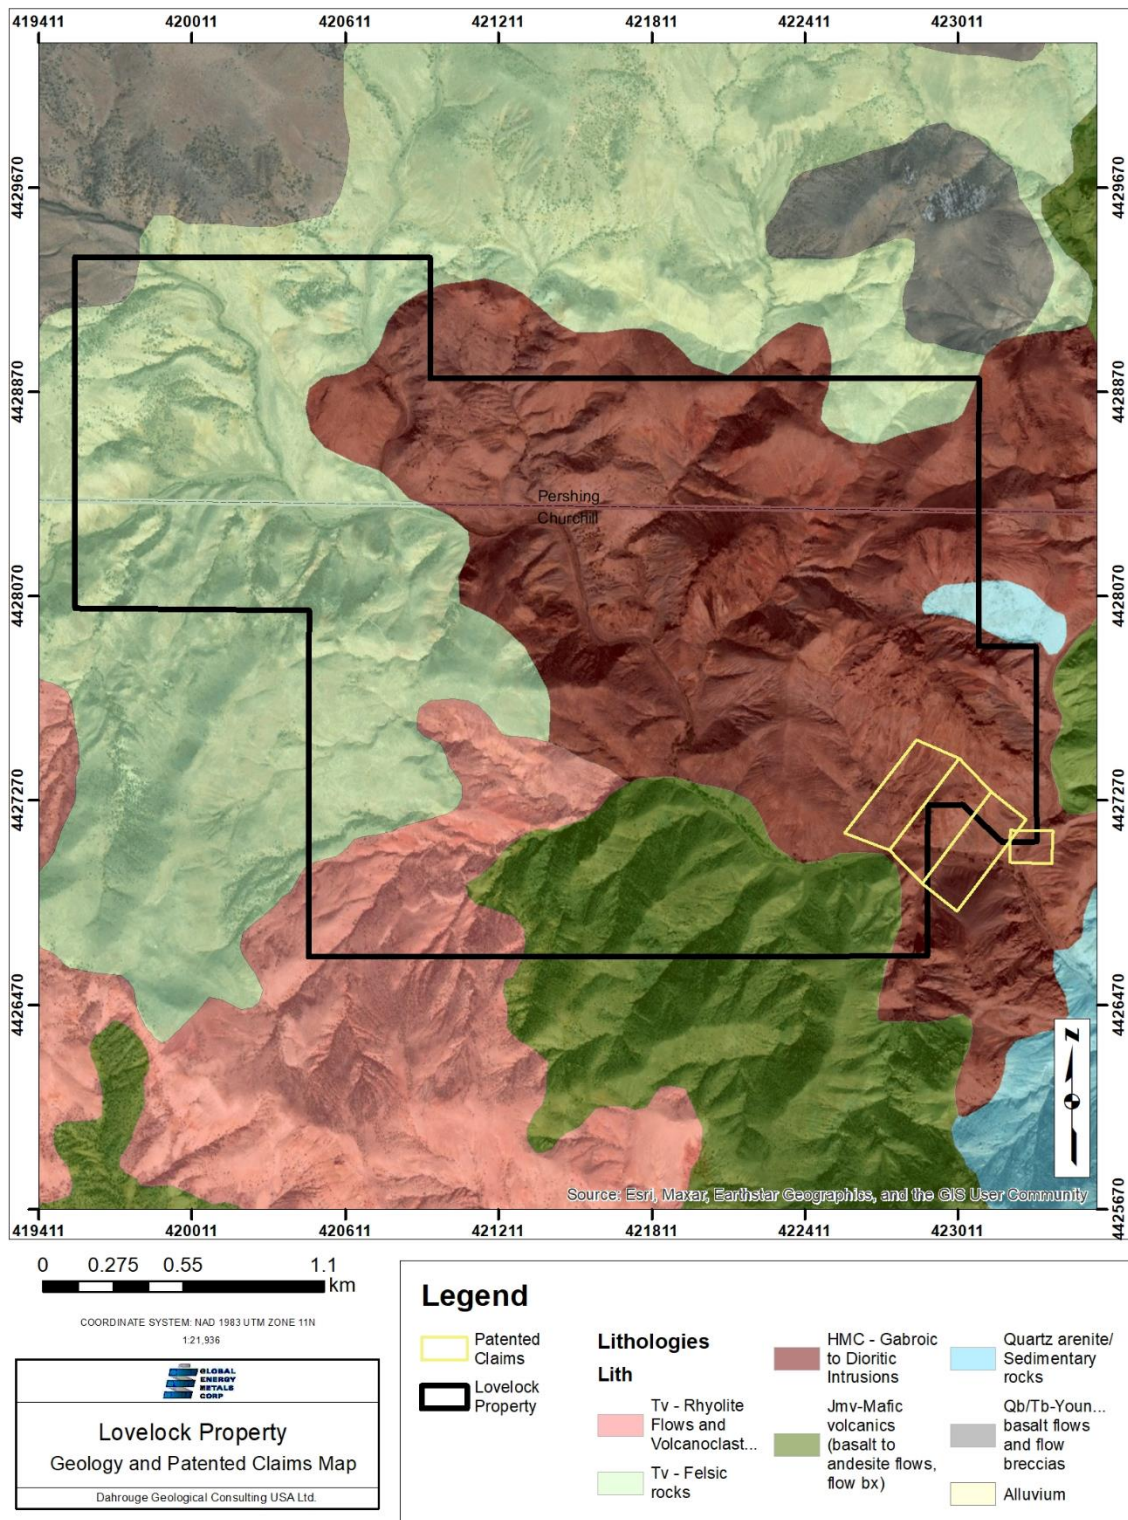 419411 420011 420611 421211 421811 422411 423011
4429670
4428870
4428070
4427270
4426470
4429670
4428870
4428070
4427270
4426470
4425670
Pershing
Churchill
N
Source: Esri, Maxar, Earthstar Geographics, and the GIS User Community
419411 420011 420611 421211 421811 422411 423011
0 0.275 0.55 1.1
km
COORDINATE SYSTEM: NAD 1983 UTM ZONE 11N
1:21,936
GLOBAL
ENERGY
METALS
CORP
Lovelock Property
Geology and Patented Claims Map
Dahrouge Geological Consulting USA Ltd.
Legend
Patented
Claims
Lovelock
Property
Lithologies
Lith
Tv - Rhyolite
Flows and
Volcanoclast...
Tv - Felsic
rocks
HMC - Gabroic
to Dioritic
Intrusions
Jmv-Mafic
volcanics
(basalt to
andesite flows,
flow bx)
Quartz arenite/
Sedimentary
rocks
Qb/Tb-Youn...
basalt flows
and flow
breccias
Alluvium